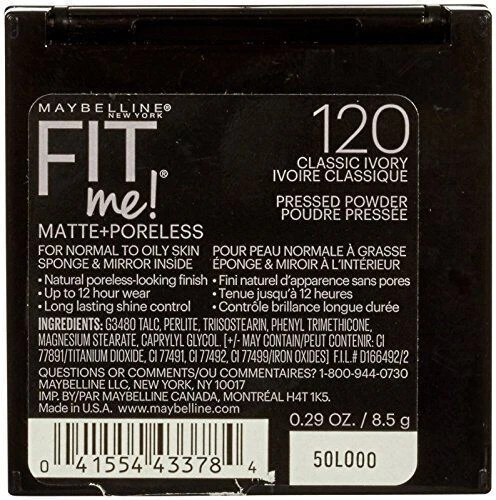 MAYBELLINE®
NEW YORK
FIT
me!®
MATTE+PORELESS
120
CLASSIC IVORY
IVOIRE CLASSIQUE
PRESSED POWDER
POUDRE PRESSÉE
FOR NORMAL TO OILY SKIN
SPONGE & MIRROR INSIDE
• Natural poreless-looking finish
• Up to 12 hour wear
• Long lasting shine control
POUR PEAU NORMALE À GRASSE
ÉPONGE & MIROIR À L'INTÉRIEUR
• Fini naturel d'apparence sans pores
• Tenue jusqu'à 12 heures
• Contrôle brillance longue durée
INGREDIENTS: G3480 TALC, PERLITE, TRIISOSTEARIN, PHENYL TRIMETHICONE,
MAGNESIUM STEARATE, CAPRYLYL GLYCOL. [+/- MAY CONTAIN/PEUT CONTENIR: CI
77891/TITANIUM DIOXIDE, CI 77491, CI 77492, CI 77499/IRON OXIDES] F.I.L.# D166492/2
QUESTIONS OR COMMENTS/OU COMMENTAIRES? 1-800-944-0730
MAYBELLINE LLC, NEW YORK, NY 10017
IMP. BY/PAR MAYBELLINE CANADA, MONTRÉAL H4T 1K5.
Made in U.S.A. www.maybelline.com
0.29 OZ. / 8.5 g
0 41554 43378 4
50L000